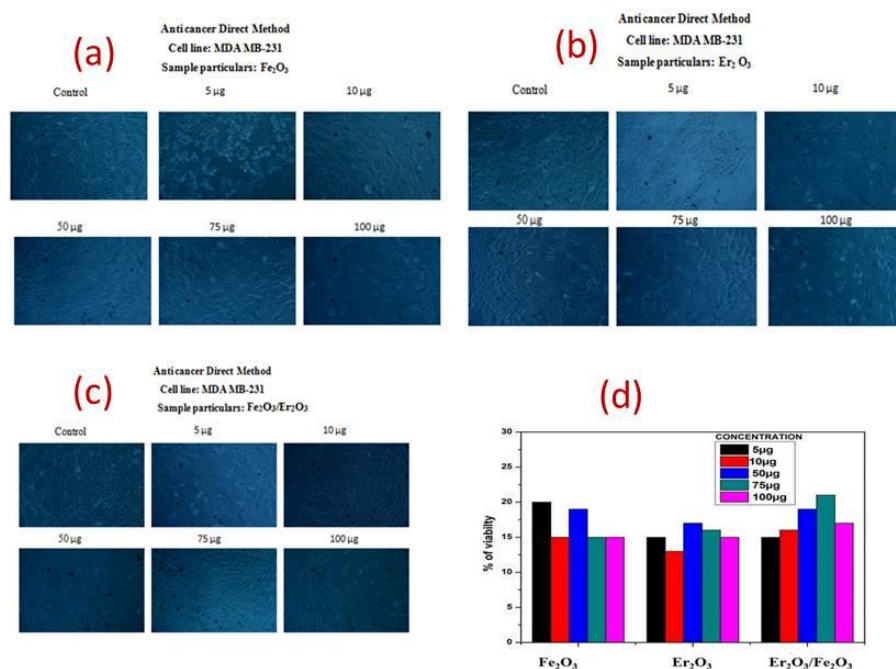 (a)
Anti cancer Direct Method
Cell line: MDA MB-231
Sample particulars: Fe₂O₃
Control 5 µg 10 µg
50 µg 75 µg 100 µg
(b)
Anti cancer Direct Method
Cell line: MDA MB-231
Sample particulars: Er₂ O₃
Control 5 µg 10 µg
50 µg 75 µg 100 µg
(c)
Anti cancer Direct Method
Cell line: MDA MB-231
Sample particulars: Fe₂O₃/Er₂O₃
Control 5 µg 10 µg
50 µg 75 µg 100 µg
(d)
CONCENTRATION
5µg
10µg
50µg
75µg
100µg
% of viabilty
30
25
20
15
10
5
0
Fe₂O₃ Er₂O₃ Er₂O₃/Fe₂O₃